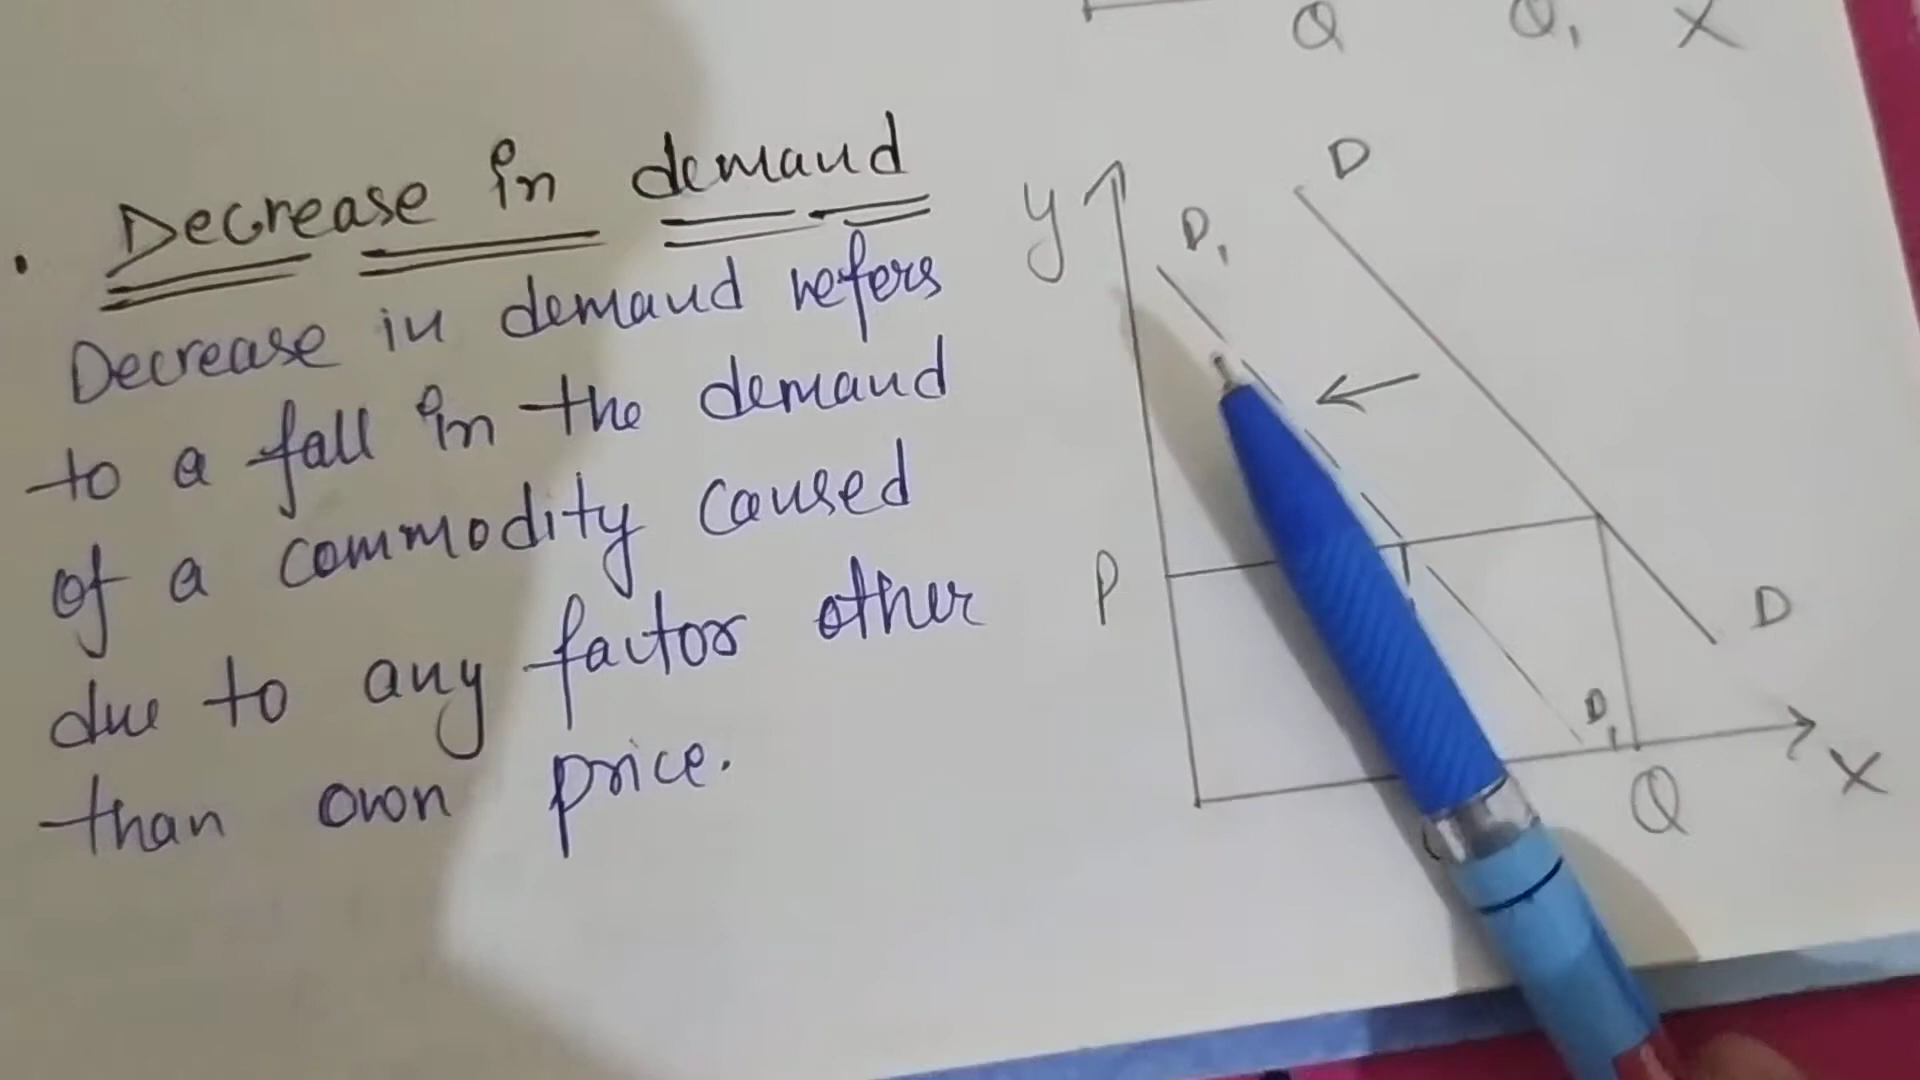 Q Q1 X
Decrease in demand
Decrease in demand refers
to a fall in the demand
of a commodity caused
due to any factor other
than own price.
D
y D1
P D
D1
Q X